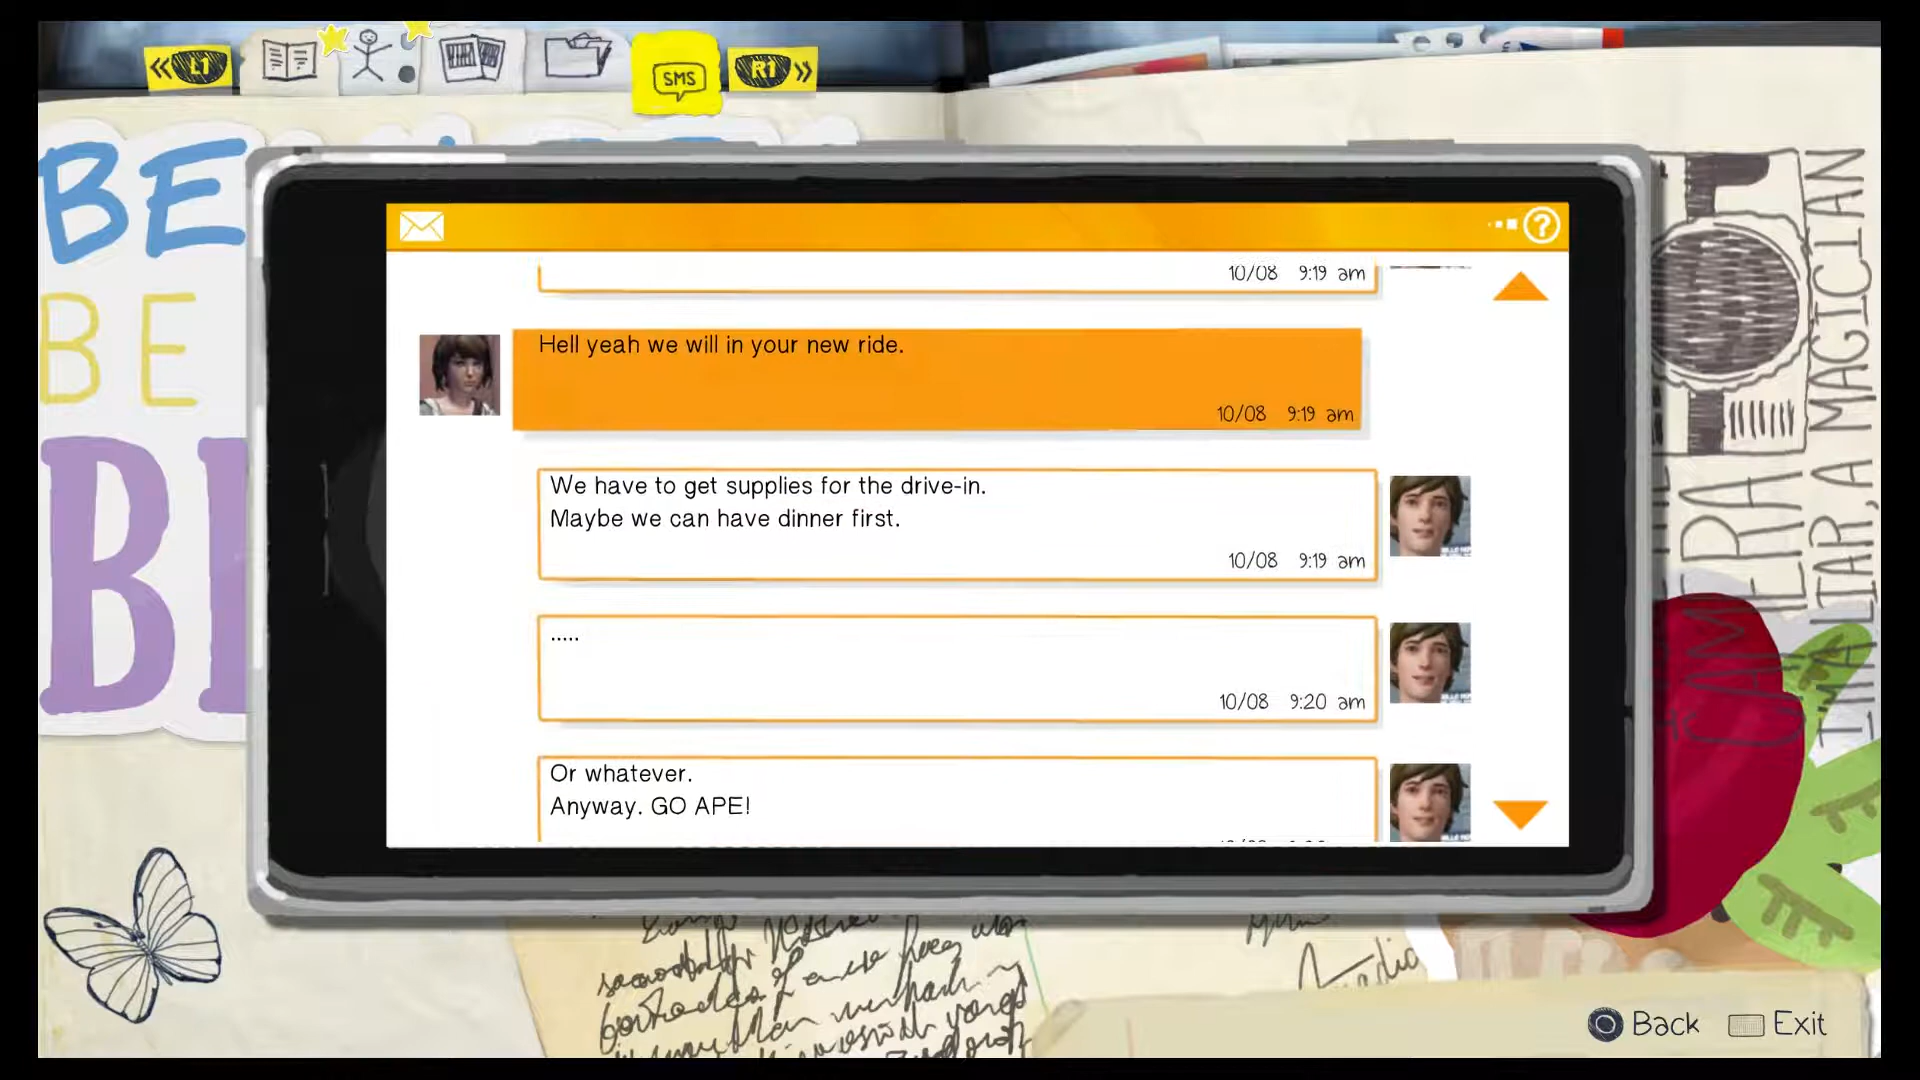 L1
SMS
R1
BE
BE
10/08 9:19 am
Hell yeah we will in your new ride.
10/08 9:19 am
We have to get supplies for the drive-in.
Maybe we can have dinner first.
10/08 9:19 am
.....
10/08 9:20 am
Or whatever.
Anyway. GO APE!
I'M A LIAR, A MAGICIAN
CAMERA
?
Back
Exit